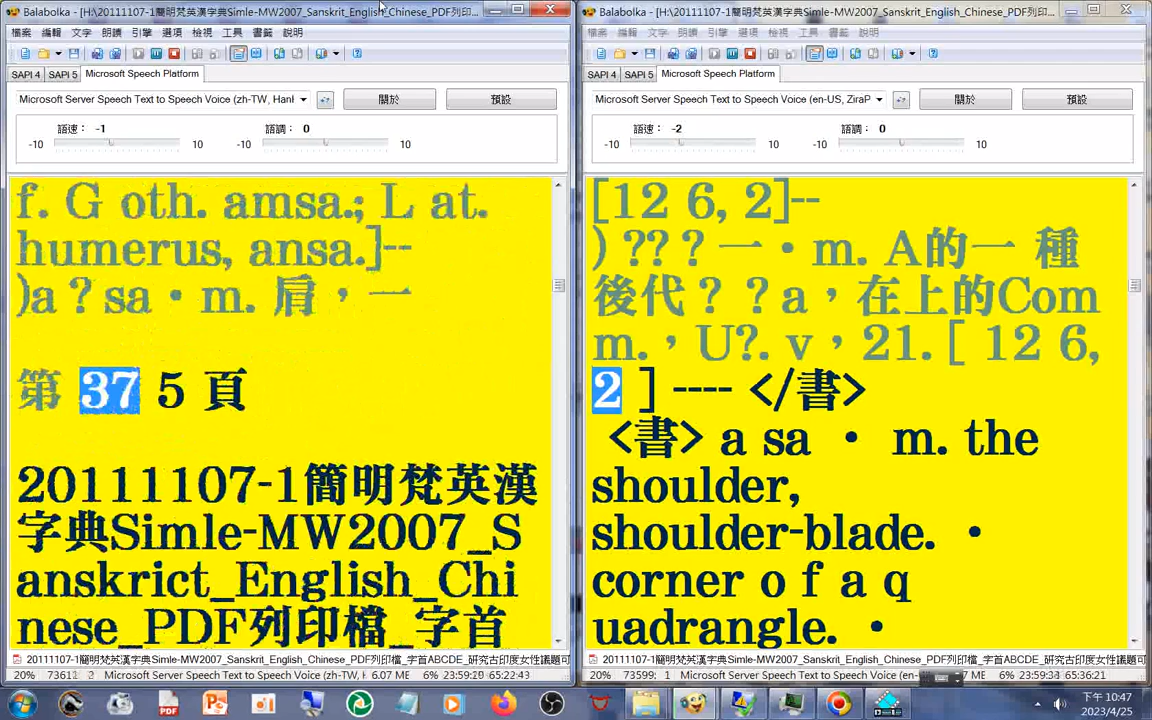 Balabolka - [H:\20111107-1簡明梵英漢字典Simle-MW2007_Sanskrit_English_Chinese_PDF列印...
檔案 編輯 文字 朗讀 引擎 選項 檢視 工具 書籤 說明
SAPI 4 SAPI 5 Microsoft Speech Platform
Microsoft Server Speech Text to Speech Voice (zh-TW, HanI
關於 預設
語速： -1 語調： 0
-10 10 -10 10
f. G oth. amsa.; L at.
humerus, ansa.]--
)a ? sa • m. 肩，一
第 37 5 頁
20111107-1簡明梵英漢
字典Simle-MW2007_S
anskrict_English_Chi
nese_PDF列印檔_字首
20111107-1簡明梵英漢字典Simle-MW2007_Sanskrit_English_Chinese_PDF列印檔_字首ABCDE_研究古印度女性議題可
20% 73612 2 Microsoft Server Speech Text to Speech Voice (zh-TW, H 6.07 ME 6% 23:59:29 65:22:43
Balabolka - [H:\20111107-1簡明梵英漢字典Simle-MW2007_Sanskrit_English_Chinese_PDF列印...
檔案 編輯 文字 朗讀 引擎 選項 檢視 工具 書籤 說明
SAPI 4 SAPI 5 Microsoft Speech Platform
Microsoft Server Speech Text to Speech Voice (en-US, ZiraP
關於 預設
語速： -2 語調： 0
-10 10 -10 10
[12 6, 2]--
) ?? ? 一 • m. A的一 種
後代 ? ? a，在上的Com
m.，U?. v，21. [ 12 6,
2 ] ---- </書>
<書> a sa • m. the
shoulder,
shoulder-blade. •
corner o f a q
uadrangle. •
20111107-1簡明梵英漢字典Simle-MW2007_Sanskrit_English_Chinese_PDF列印檔_字首ABCDE_研究古印度女性議題可
20% 73599: 1 Microsoft Server Speech Text to Speech Voice (en-US, 6% 23:59:33 65:36:21
下午 10:47
2023/4/25